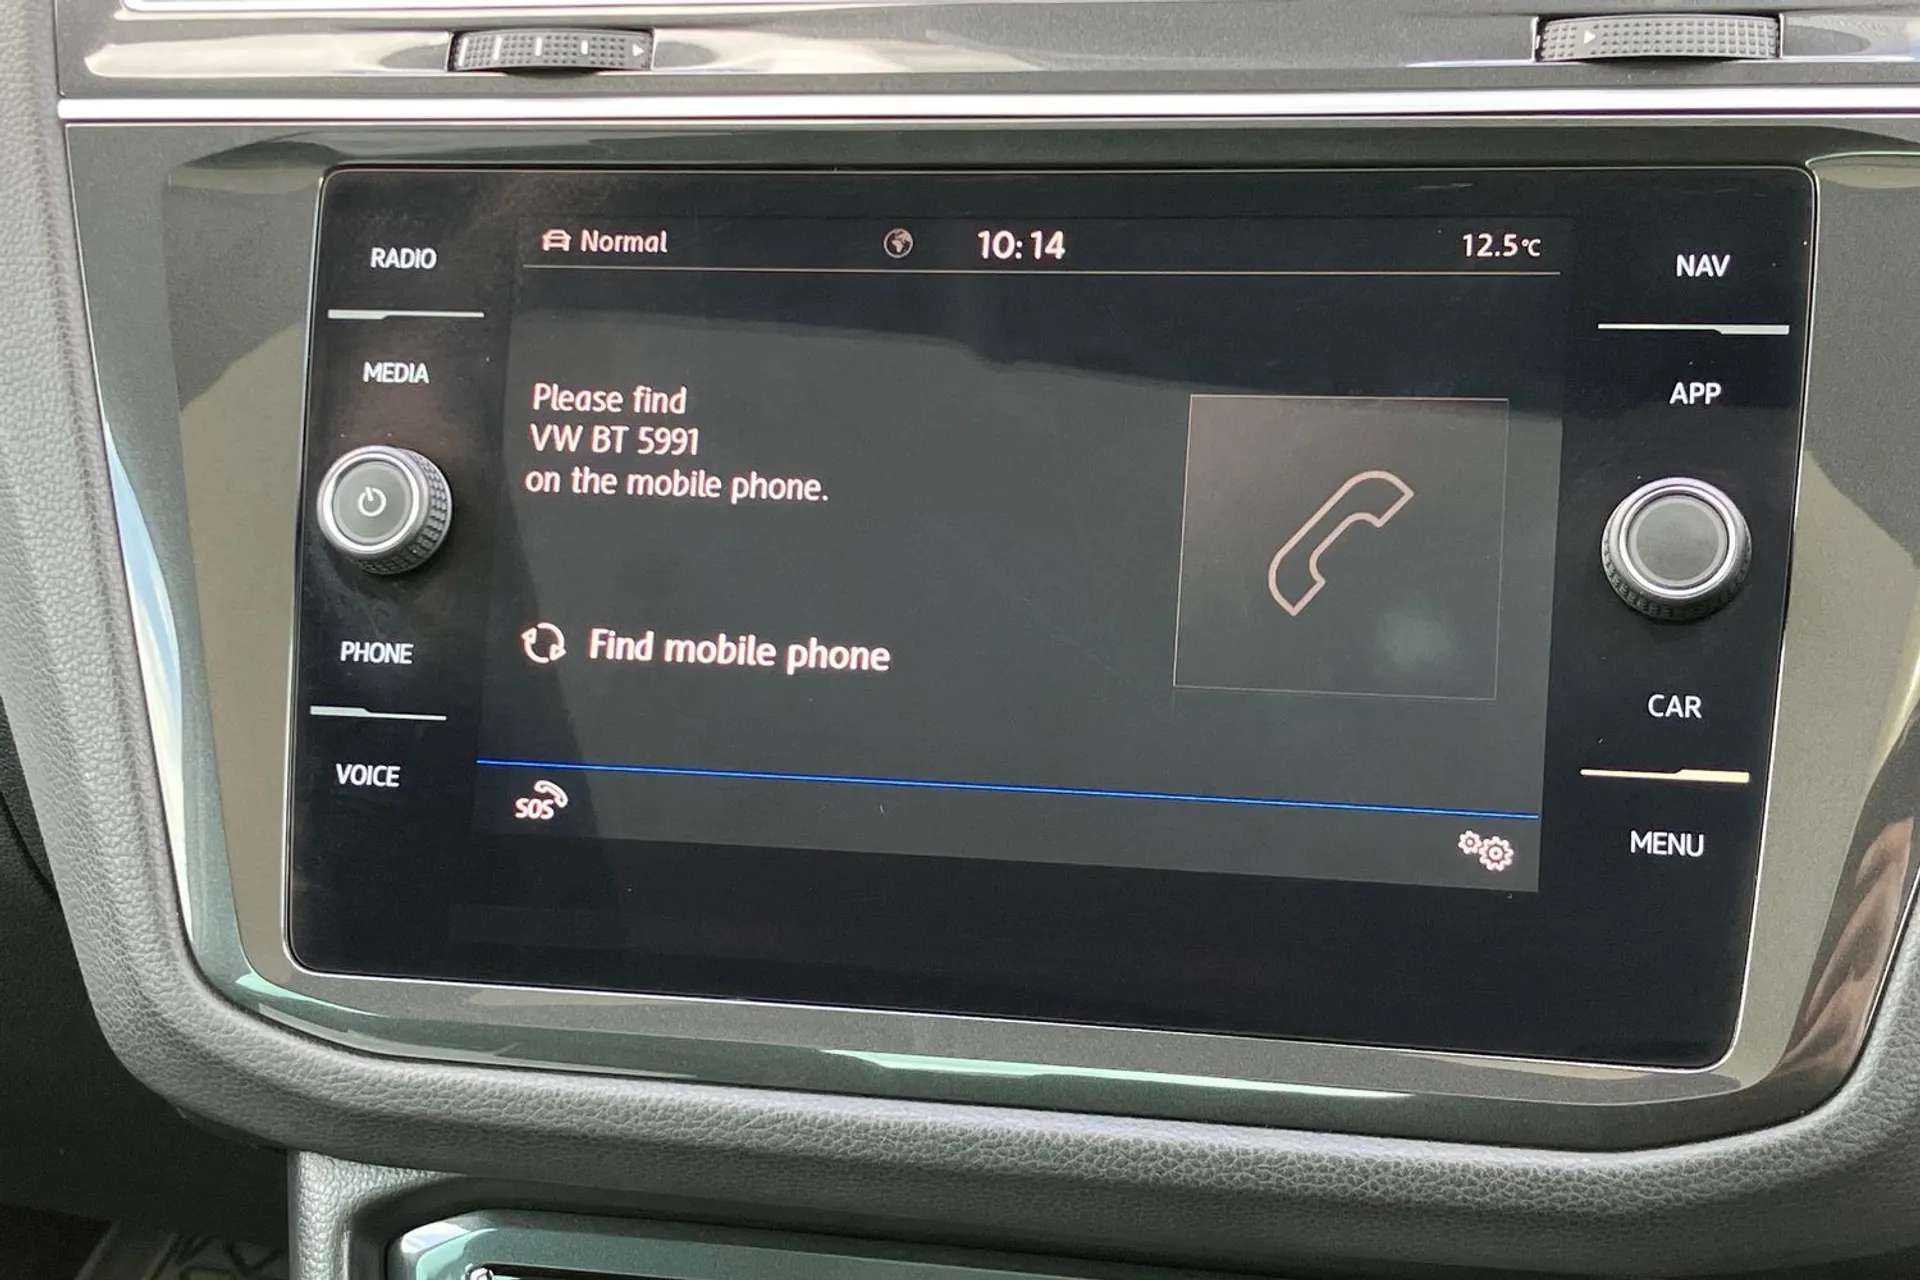 RADIO
MEDIA
PHONE
VOICE
Normal
10:14
12.5°C
Please find
VW BT 5991
on the mobile phone.
Find mobile phone
SOS
NAV
APP
CAR
MENU